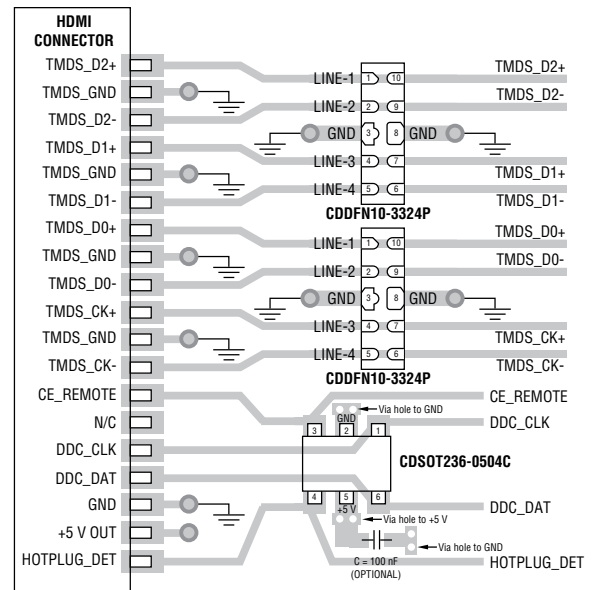 HDMI
CONNECTOR
TMDS_D2+
TMDS_GND
TMDS_D2-
TMDS_D1+
TMDS_GND
TMDS_D1-
TMDS_D0+
TMDS_GND
TMDS_D0-
TMDS_CK+
TMDS_GND
TMDS_CK-
CE_REMOTE
N/C
DDC_CLK
DDC_DAT
GND
+5 V OUT
HOTPLUG_DET
LINE-1 1 10 TMDS_D2+
LINE-2 2 9 TMDS_D2-
GND 3 8 GND
LINE-3 4 7 TMDS_D1+
LINE-4 5 6 TMDS_D1-
CDDFN10-3324P
LINE-1 1 10 TMDS_D0+
LINE-2 2 9 TMDS_D0-
GND 3 8 GND
LINE-3 4 7 TMDS_CK+
LINE-4 5 6 TMDS_CK-
CDDFN10-3324P
CE_REMOTE
Via hole to GND
GND
3 2 1
DDC_CLK
CDSOT236-0504C
4 5 6
+5 V
DDC_DAT
Via hole to +5 V
Via hole to GND
C = 100 nF
(OPTIONAL)
HOTPLUG_DET